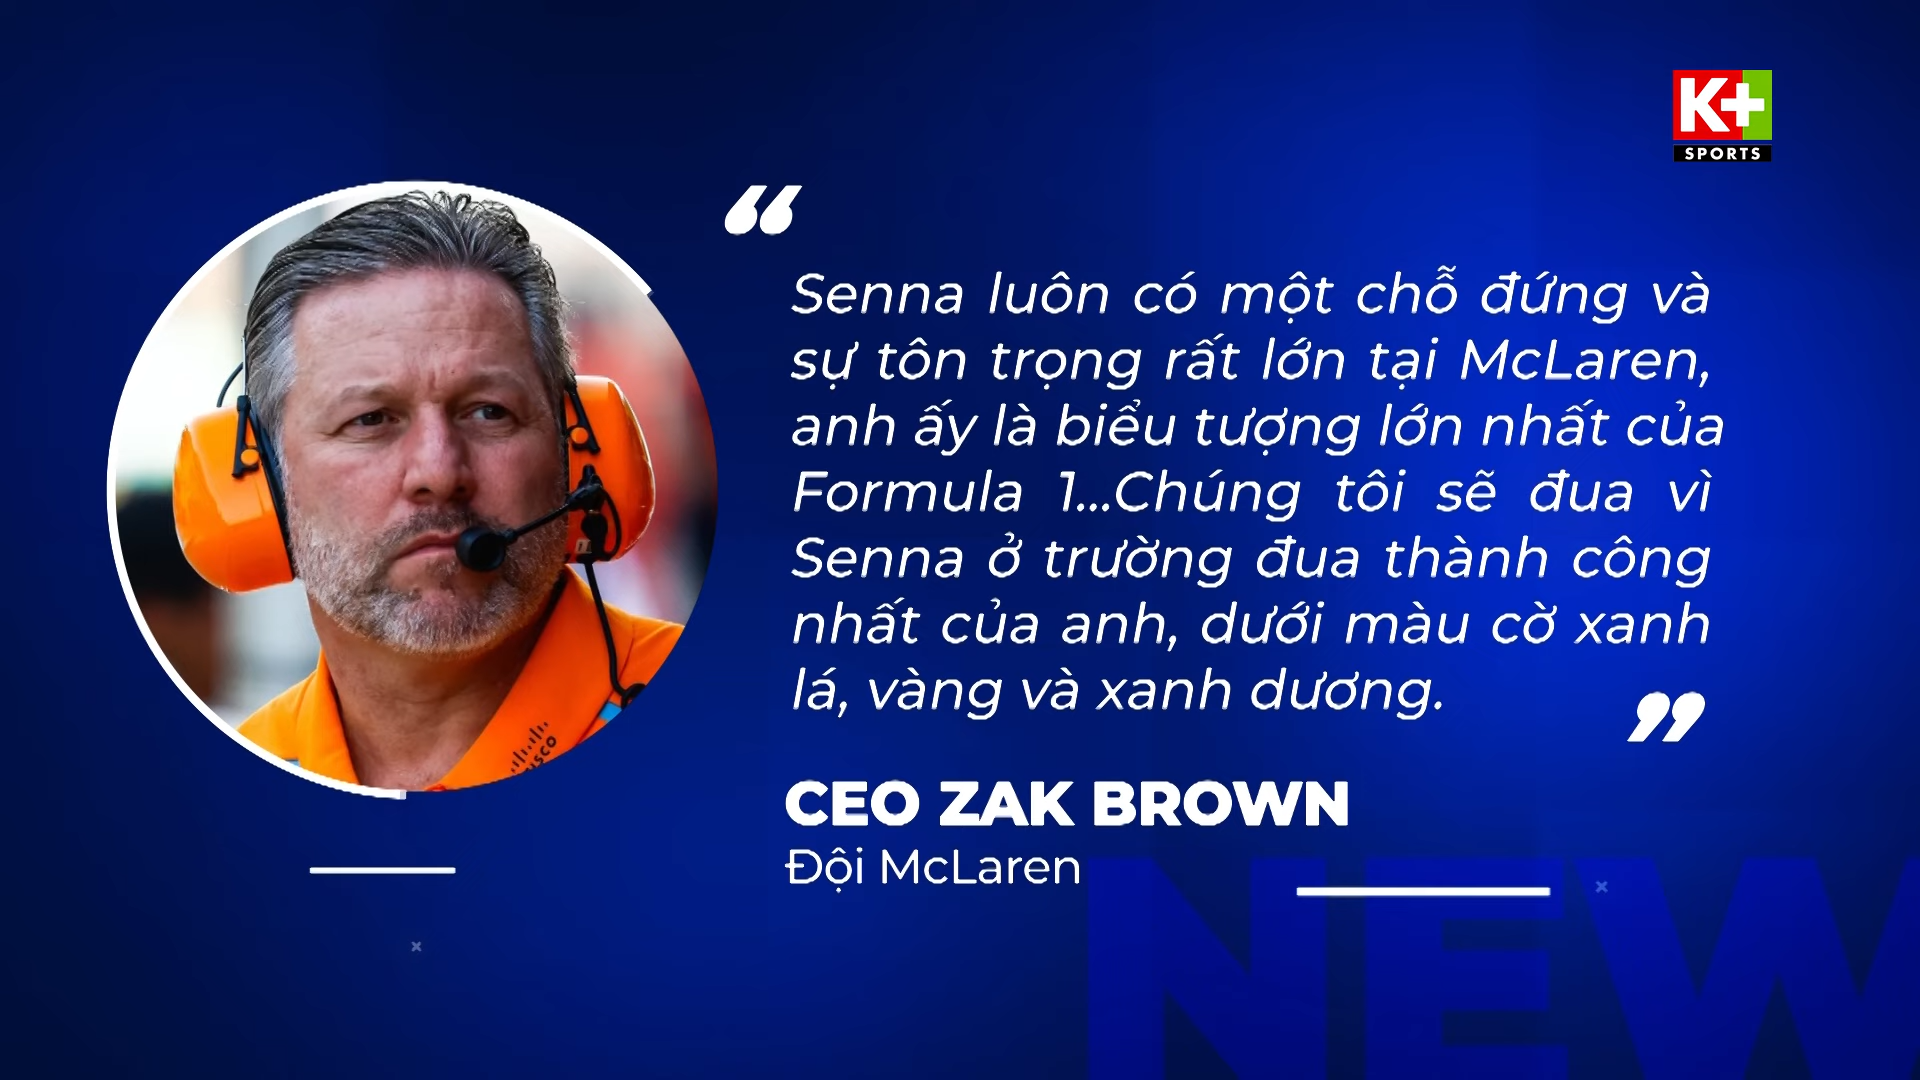 K+
SPORTS
“
Senna luôn có một chỗ đứng và
sự tôn trọng rất lớn tại McLaren,
anh ấy là biểu tượng lớn nhất của
Formula 1...Chúng tôi sẽ đua vì
Senna ở trường đua thành công
nhất của anh, dưới màu cờ xanh
lá, vàng và xanh dương.
”
CEO ZAK BROWN
Đội McLaren
NEW